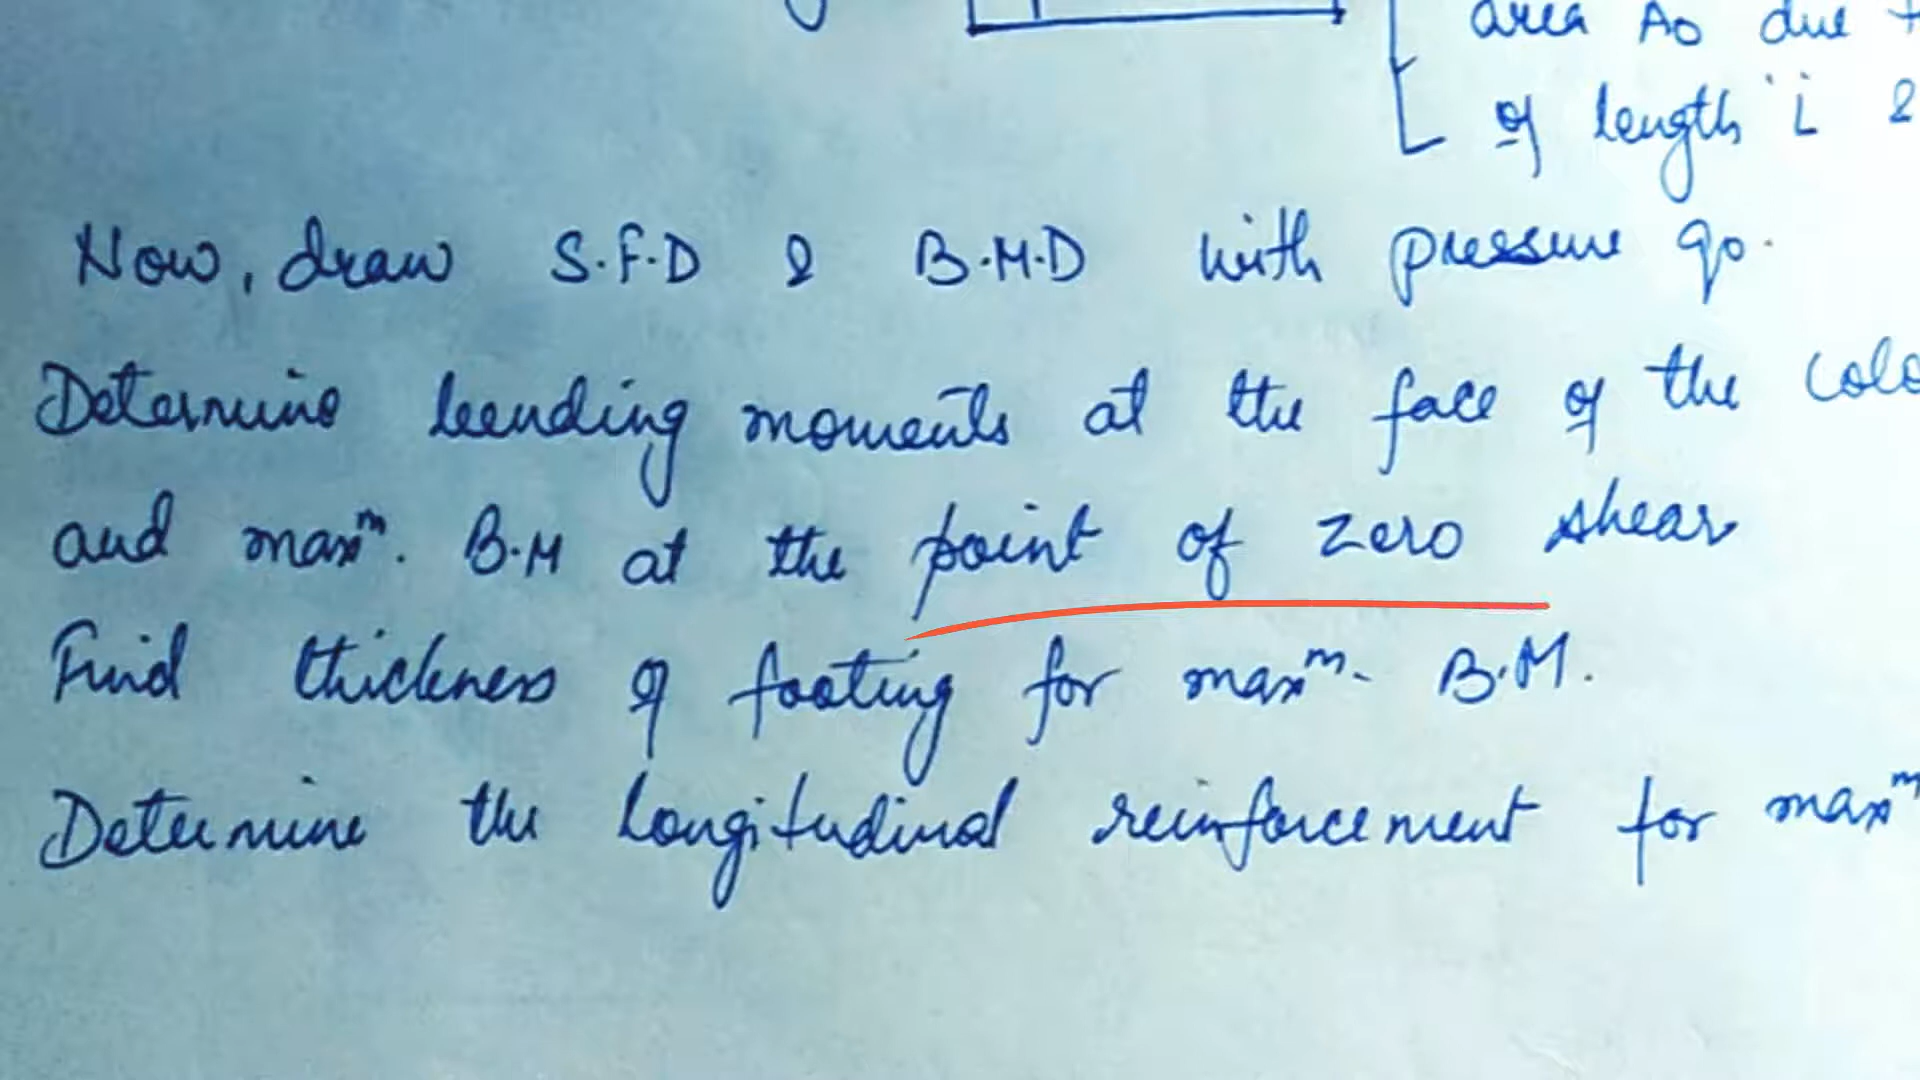 area Ao due
of length L &
Now, draw S.F.D & B.M.D with pressure qo.
Determine bending moments at the face of the
and maxm. B.M at the point of zero shear
Find thickness of footing for maxm. B.M.
Determine the longitudinal reinforcement for maxm